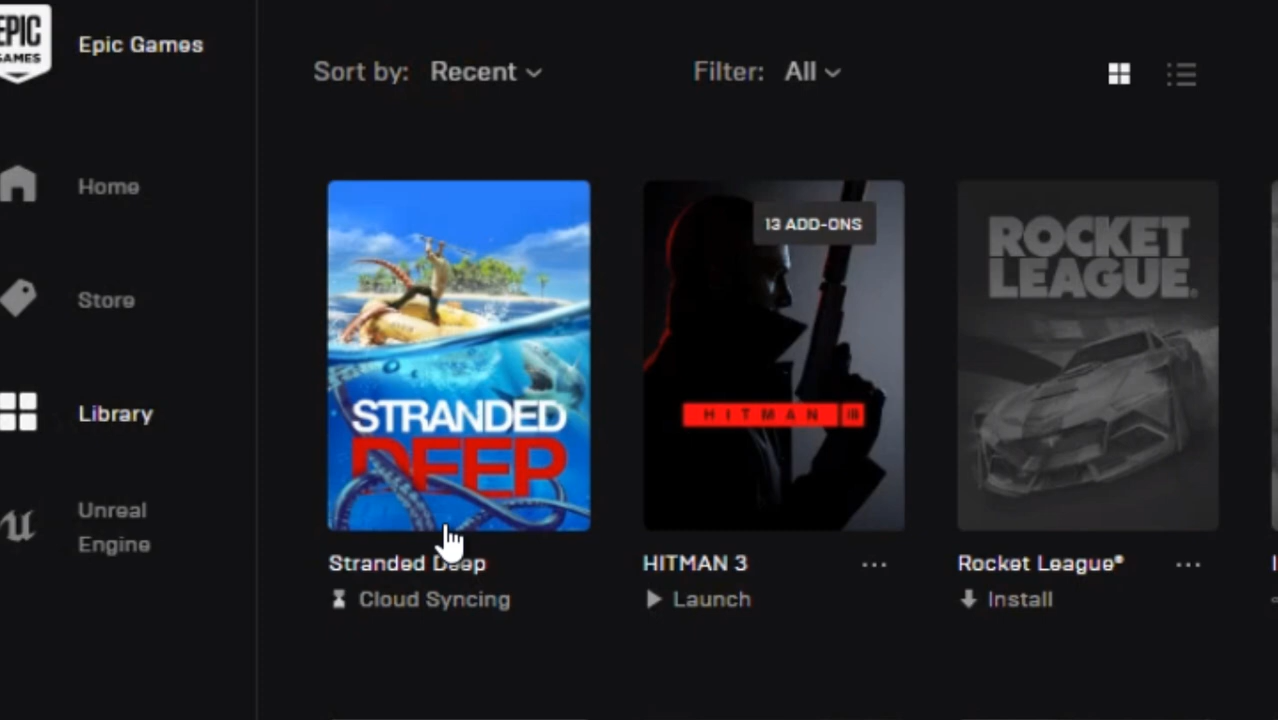 EPIC
GAMES
Epic Games
Sort by: Recent
Filter: All
Home
Store
Library
Unreal
Engine
STRANDED
DEEP
Stranded Deep
Cloud Syncing
13 ADD-ONS
HITMAN III
HITMAN 3
...
Launch
ROCKET
LEAGUE®
Rocket League®
...
Install